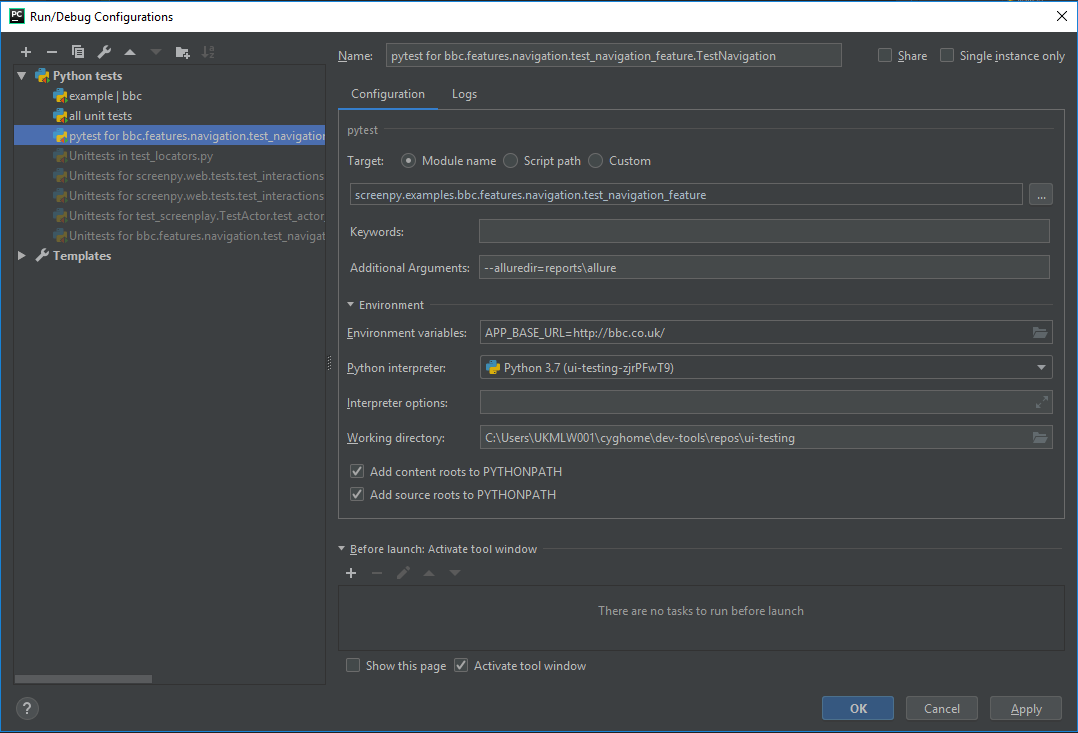 PC Run/Debug Configurations
Python tests
example | bbc
all unit tests
pytest for bbc.features.navigation.test_navigation
Unittests in test_locators.py
Unittests for screenpy.web.tests.test_interactions
Unittests for screenpy.web.tests.test_interactions
Unittests for test_screenplay.TestActor.test_actor_
Unittests for bbc.features.navigation.test_navigat
Templates
Name: pytest for bbc.features.navigation.test_navigation_feature.TestNavigation Share Single instance only
Configuration Logs
pytest
Target: Module name Script path Custom
screenpy.examples.bbc.features.navigation.test_navigation_feature ...
Keywords:
Additional Arguments: --alluredir=reports\allure
Environment
Environment variables: APP_BASE_URL=http://bbc.co.uk/
Python interpreter: Python 3.7 (ui-testing-zjrPFwT9)
Interpreter options:
Working directory: C:\Users\UKMLW001\cyghome\dev-tools\repos\ui-testing
Add content roots to PYTHONPATH
Add source roots to PYTHONPATH
Before launch: Activate tool window
There are no tasks to run before launch
Show this page Activate tool window
? OK Cancel Apply